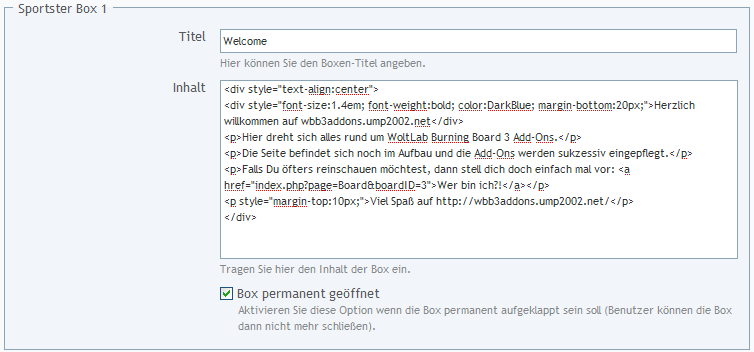 Sportster Box 1
Titel
Welcome
Hier können Sie den Boxen-Titel angeben.
Inhalt
<div style="text-align:center">
<div style="font-size:1.4em; font-weight:bold; color:DarkBlue; margin-bottom:20px;">Herzlich
willkommen auf wbb3addons.ump2002.net</div>
<p>Hier dreht sich alles rund um WoltLab Burning Board 3 Add-Ons.</p>
<p>Die Seite befindet sich noch im Aufbau und die Add-Ons werden sukzessiv eingepflegt.</p>
<p>Falls Du öfters reinschauen möchtest, dann stell dich doch einfach mal vor: <a
href="index.php?page=Board&boardID=3">Wer bin ich?!</a></p>
<p style="margin-top:10px;">Viel Spaß auf http://wbb3addons.ump2002.net/</p>
</div>
Tragen Sie hier den Inhalt der Box ein.
Box permanent geöffnet
Aktivieren Sie diese Option wenn die Box permanent aufgeklappt sein soll (Benutzer können die Box
dann nicht mehr schließen).